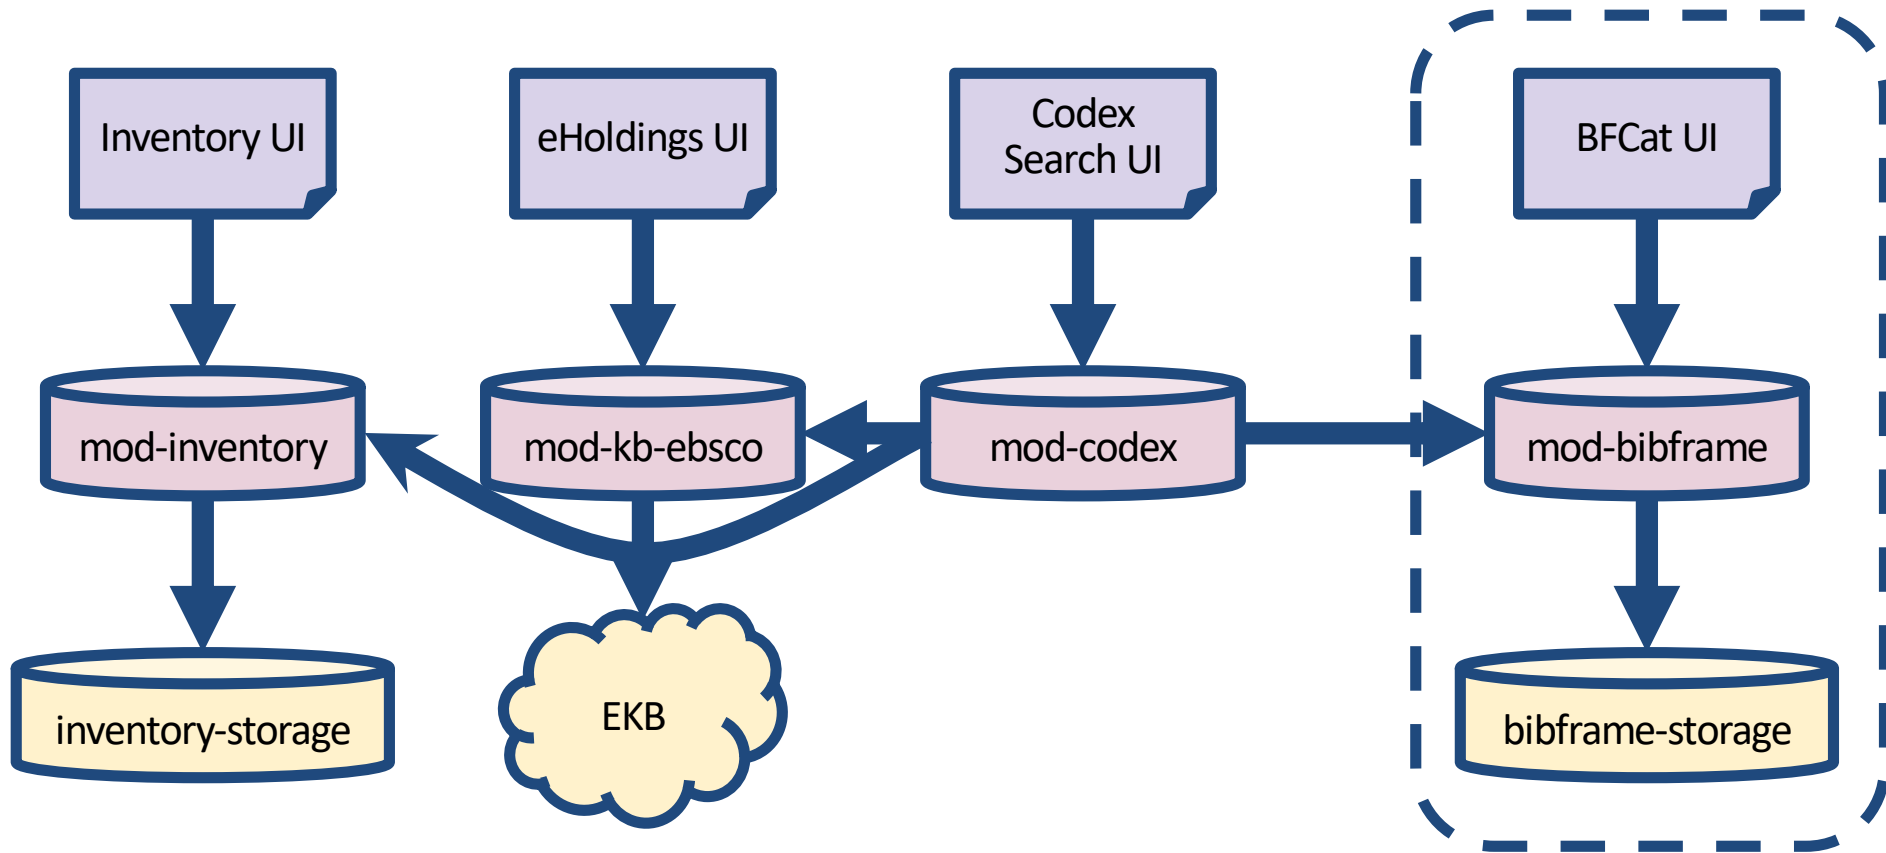 Inventory UI
eHoldings UI
Codex
Search UI
BFCat UI
mod-inventory
mod-kb-ebsco
mod-codex
mod-bibframe
inventory-storage
EKB
bibframe-storage